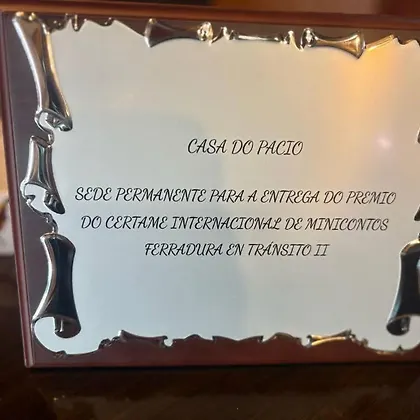 CASA DO PACIO
SEDE PERMANENTE PARA A ENTREGA DO PREMIO
DO CERTAME INTERNACIONAL DE MINICONTOS
FERRADURA EN TRÁNSITO II